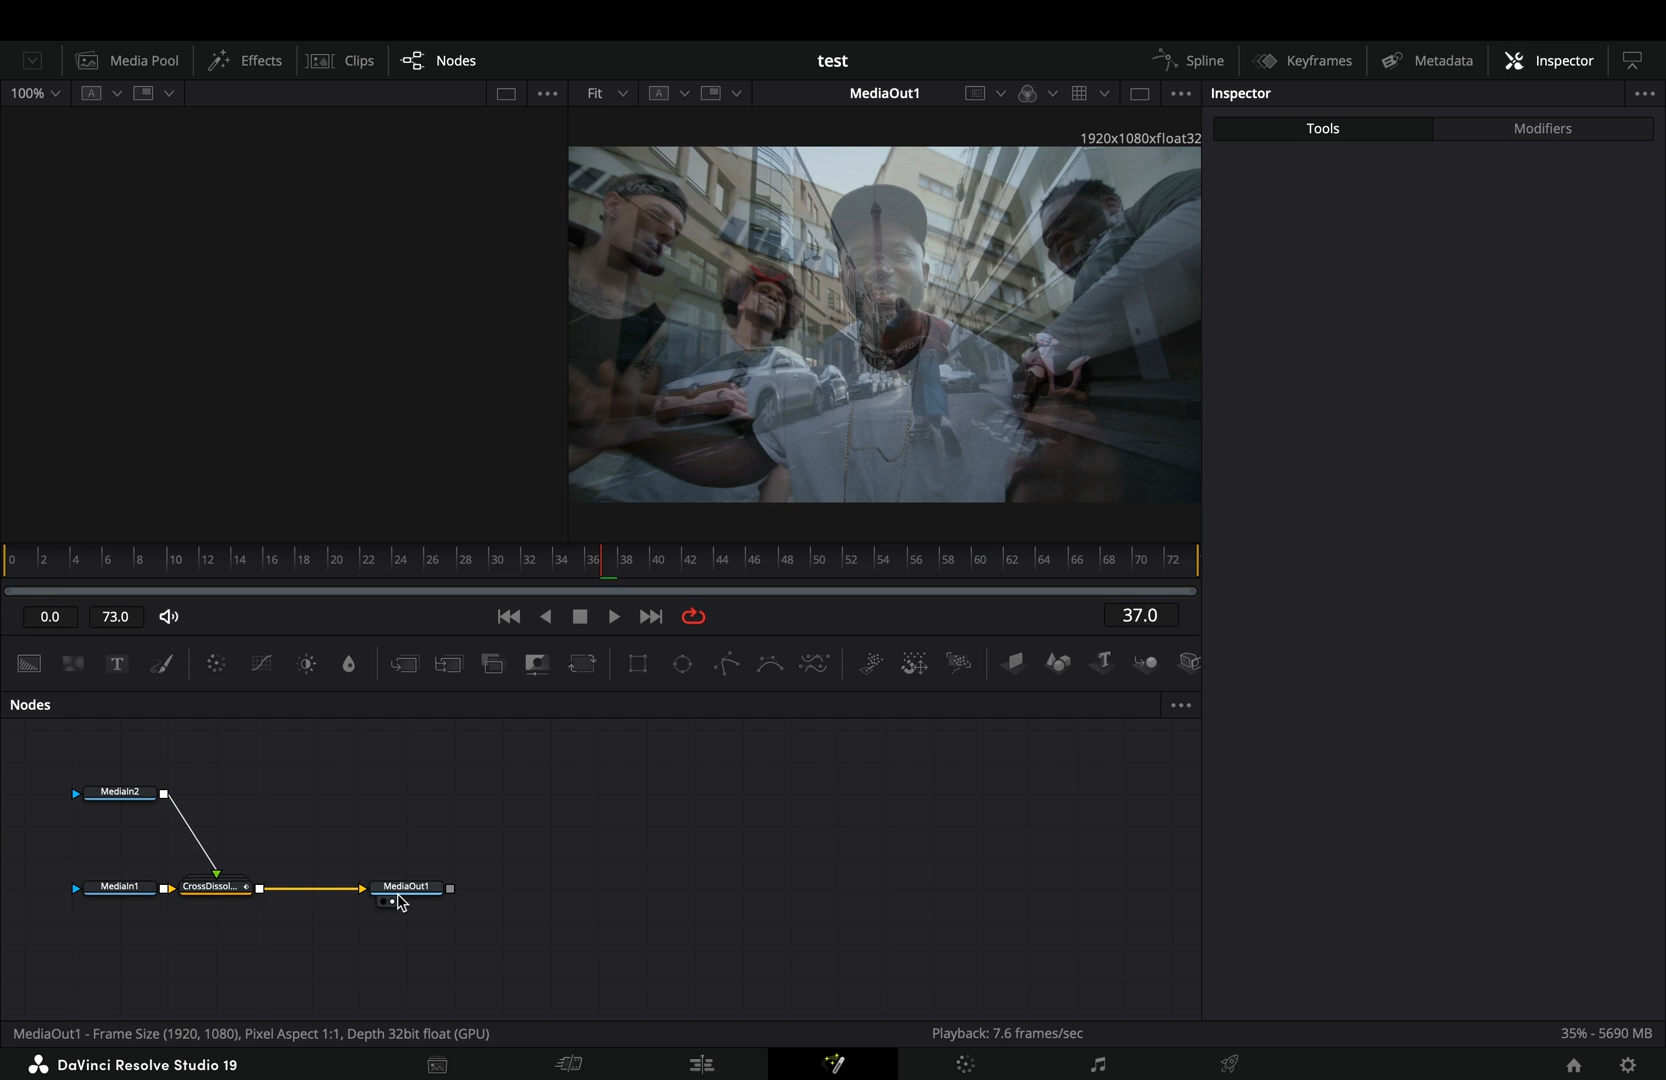 Media Pool Effects Clips Nodes test Spline Keyframes Metadata Inspector
100% A Fit A MediaOut1 Inspector
Tools Modifiers
1920x1080xfloat32
0 2 4 6 8 10 12 14 16 18 20 22 24 26 28 30 32 34 36 38 40 42 44 46 48 50 52 54 56 58 60 62 64 66 68 70 72
0.0 73.0 37.0
T T
Nodes
MediaIn2
MediaIn1 CrossDissol... MediaOut1
MediaOut1 - Frame Size (1920, 1080), Pixel Aspect 1:1, Depth 32bit float (GPU) Playback: 7.6 frames/sec 35% - 5690 MB
DaVinci Resolve Studio 19